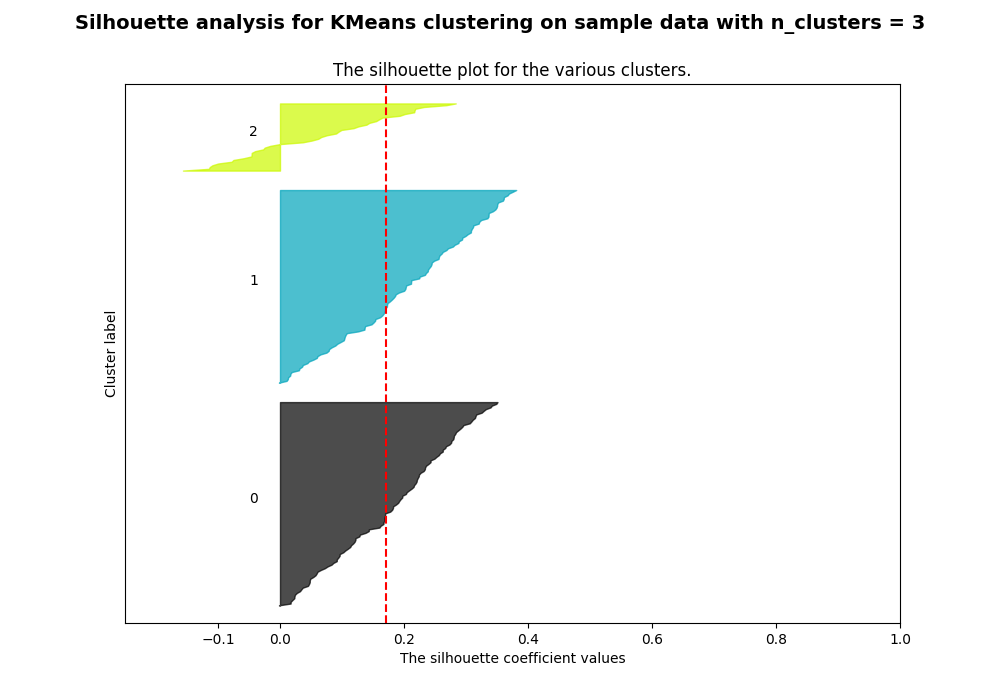 Silhouette analysis for KMeans clustering on sample data with n_clusters = 3
The silhouette plot for the various clusters.
2
1
0
Cluster label
−0.1 0.0 0.2 0.4 0.6 0.8 1.0
The silhouette coefficient values